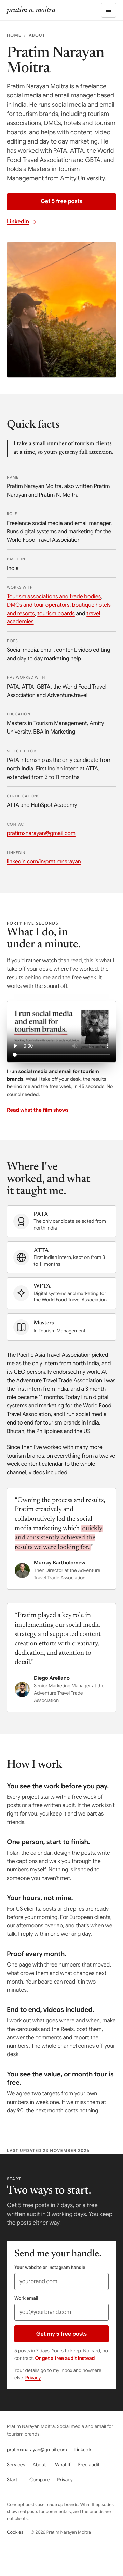 pratim n. moitra
HOME / ABOUT
Pratim Narayan
Moitra
Pratim Narayan Moitra is a freelance
social media and email manager based
in India. He runs social media and email
for tourism brands, including tourism
associations, DMCs, hotels and tourism
boards, end to end: strategy, content,
video editing and day to day reporting.
He has worked with PATA, ATTA, the World
Food Travel Association and GBTA, and
holds a Masters in Tourism
Management from Amity University.
Get 5 free posts
LinkedIn →
Quick facts
I take a small number of tourism clients
at a time, so yours gets my full attention.
NAME
Pratim Narayan Moitra, also written Pratim
Narayan and Pratim N. Moitra
ROLE
Freelance social media and email manager.
Runs digital systems and marketing for the
World Food Travel Association
BASED IN
India
WORKS WITH
Tourism associations and trade bodies,
DMCs and tour operators, boutique hotels
and resorts, tourism boards and travel
academies
DOES
Social media, email, content, video editing
and day to day marketing help
HAS WORKED WITH
PATA, ATTA, GBTA, the World Food Travel
Association and Adventure.travel
EDUCATION
Masters in Tourism Management, Amity
University. BBA in Marketing
SELECTED FOR
PATA internship as the only candidate from
north India. First Indian intern at ATTA,
extended from 3 to 11 months
CERTIFICATIONS
ATTA and HubSpot Academy
CONTACT
pratimxnarayan@gmail.com
LINKEDIN
linkedin.com/in/pratimnarayan
FORTY FIVE SECONDS
What I do, in
under a minute.
If you'd rather watch than read, this is what I
take off your desk, where I've worked, the
results behind me and the free week. It
works with the sound off.
I run social media
and email for
tourism brands.
0:00
I run social media and email for tourism
brands. What I take off your desk, the results
behind me and the free week, in 45 seconds. No
sound needed.
Read what the film shows
Where I've
worked, and what
it taught me.
PATA
The only candidate selected from
north India
ATTA
First Indian intern, kept on from 3
to 11 months
WFTA
Digital systems and marketing for
the World Food Travel Association
Masters
in Tourism Management
The Pacific Asia Travel Association picked
me as the only intern from north India, and
its CEO personally endorsed my work. At
the Adventure Travel Trade Association I was
the first intern from India, and a 3 month
role became 11 months. Today I run digital
systems and marketing for the World Food
Travel Association, and I run social media
end to end for tourism brands in India,
Bhutan, the Philippines and the US.
Since then I've worked with many more
tourism brands, on everything from a twelve
week content calendar to the whole
channel, videos included.
"Owning the process and results,
Pratim creatively and
collaboratively led the social
media marketing which quickly
and consistently achieved the
results we were looking for."
Murray Bartholomew
Then Director at the Adventure
Travel Trade Association
"Pratim played a key role in
implementing our social media
strategy and supported content
creation efforts with creativity,
dedication, and attention to
detail."
Diego Arellano
Senior Marketing Manager at the
Adventure Travel Trade
Association
How I work
You see the work before you pay.
Every project starts with a free week of
posts or a free written audit. If the work isn't
right for you, you keep it and we part as
friends.
One person, start to finish.
I plan the calendar, design the posts, write
the captions and take you through the
numbers myself. Nothing is handed to
someone you haven't met.
Your hours, not mine.
For US clients, posts and replies are ready
before your morning. For European clients,
our afternoons overlap, and that's when we
talk. I reply within one working day.
Proof every month.
One page with three numbers that moved,
what drove them and what changes next
month. Your board can read it in two
minutes.
End to end, videos included.
I work out what goes where and when, make
the carousels and the Reels, post them,
answer the comments and report the
numbers. The whole channel comes off your
desk.
You see the value, or month four is
free.
We agree two targets from your own
numbers in week one. If we miss them at
day 90, the next month costs nothing.
START
Two ways to start.
Get 5 free posts in 7 days, or a free
written audit in 3 working days. You keep
the posts either way.
Send me your handle.
Your website or Instagram handle
yourbrand.com
Work email
you@yourbrand.com
Get my 5 free posts
5 posts in 7 days. Yours to keep. No card, no
contract. Or get a free audit instead
Your details go to my inbox and nowhere
else. Privacy
Pratim Narayan Moitra. Social media and email for
tourism brands.
pratimxnarayan@gmail.com LinkedIn
Services About What if Free audit
Start Compare Privacy
Concept posts use made up brands. What if episodes
show real posts for commentary, and the brands are
not clients.
Cookies © 2026 Pratim Narayan Moitra